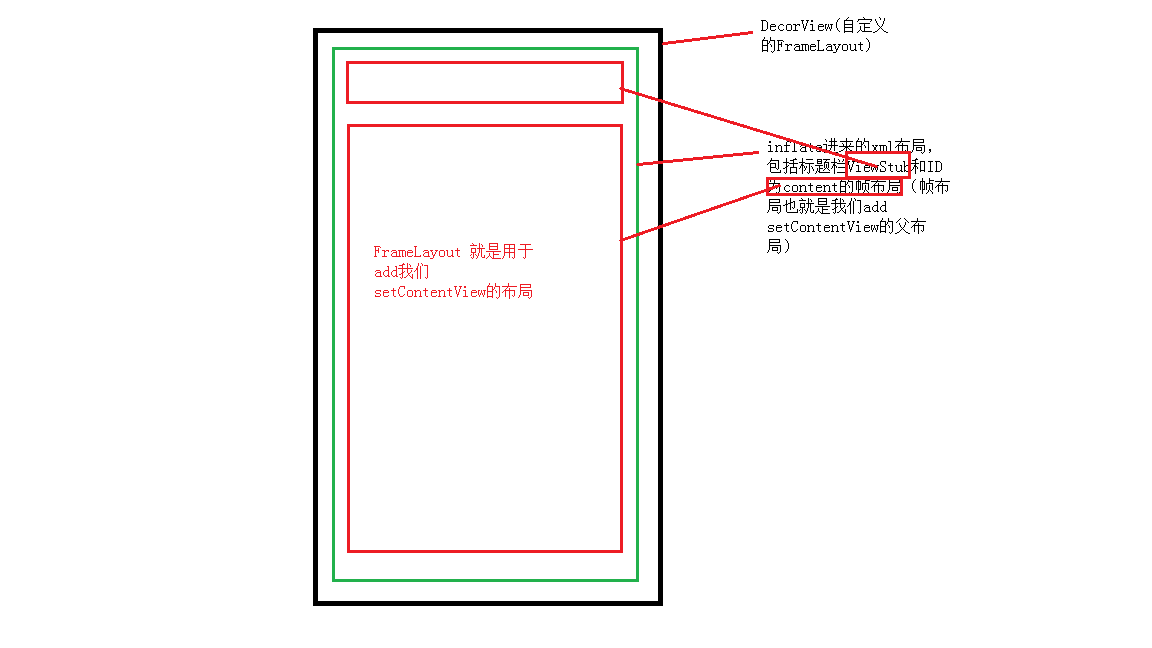 DecorView(自定义
的FrameLayout)
inflate进来的xml布局,
包括标题栏ViewStub和ID
为content的帧布局（帧布
局也就是我们add
setContentView的父布
局）
FrameLayout 就是用于
add我们
setContentView的布局